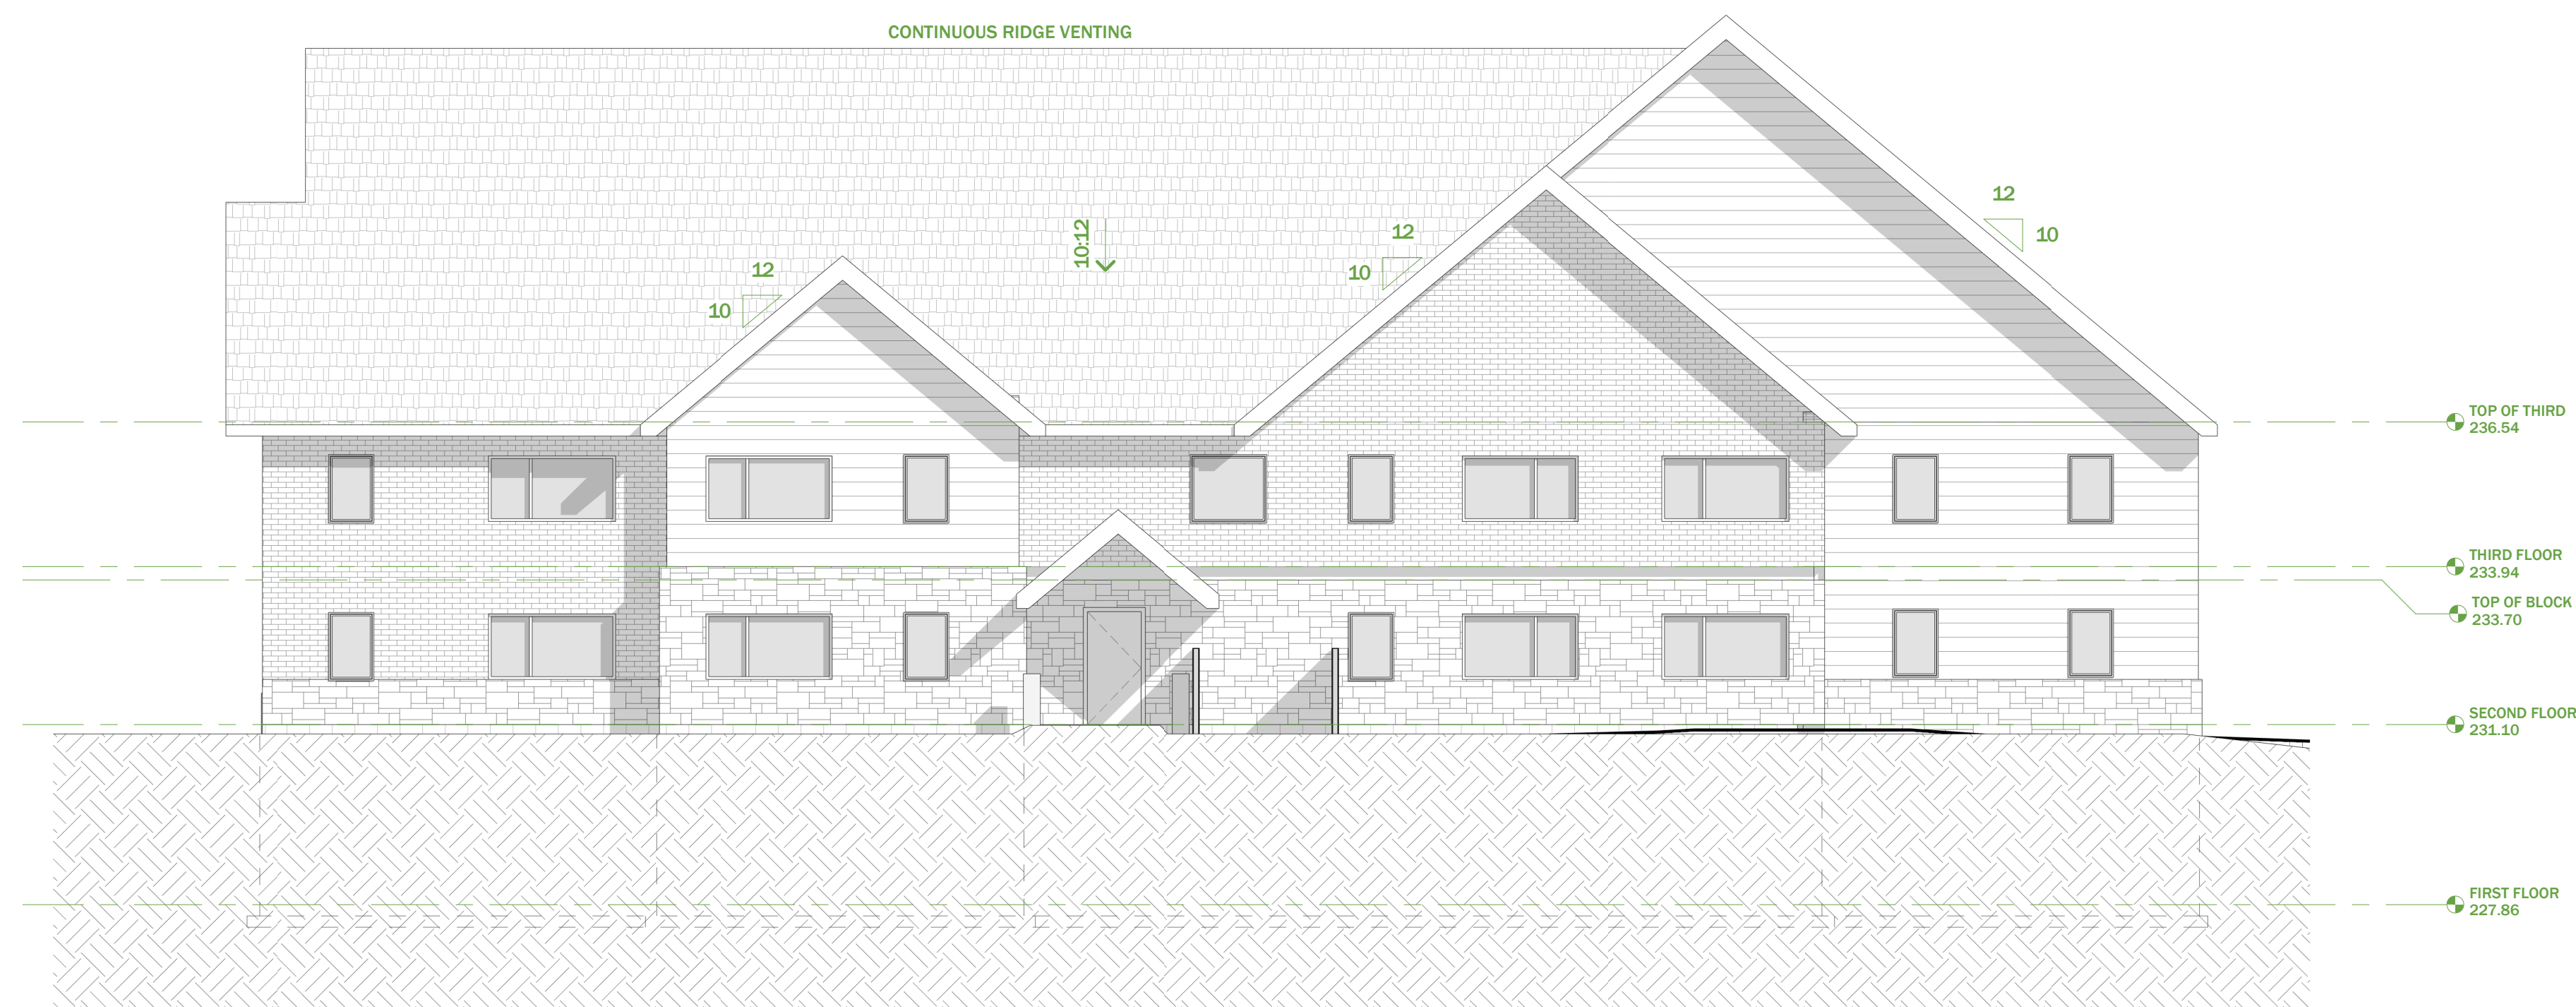 CONTINUOUS RIDGE VENTING
12
10
12
10
10:12
12
10
TOP OF THIRD
236.54
THIRD FLOOR
233.94
TOP OF BLOCK
233.70
SECOND FLOOR
231.10
FIRST FLOOR
227.86